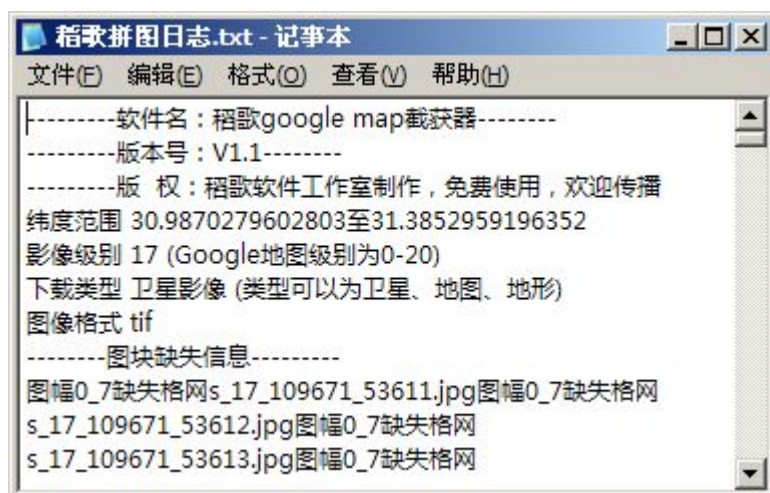 稻歌拼图日志.txt - 记事本
文件(F) 编辑(E) 格式(O) 查看(V) 帮助(H)
---------软件名：稻歌google map截获器--------
---------版本号：V1.1--------
---------版  权：稻歌软件工作室制作，免费使用，欢迎传播
纬度范围 30.9870279602803至31.3852959196352
影像级别 17 (Google地图级别为0-20)
下载类型 卫星影像 (类型可以为卫星、地图、地形)
图像格式 tif
--------图块缺失信息---------
图幅0_7缺失格网s_17_109671_53611.jpg图幅0_7缺失格网
s_17_109671_53612.jpg图幅0_7缺失格网
s_17_109671_53613.jpg图幅0_7缺失格网